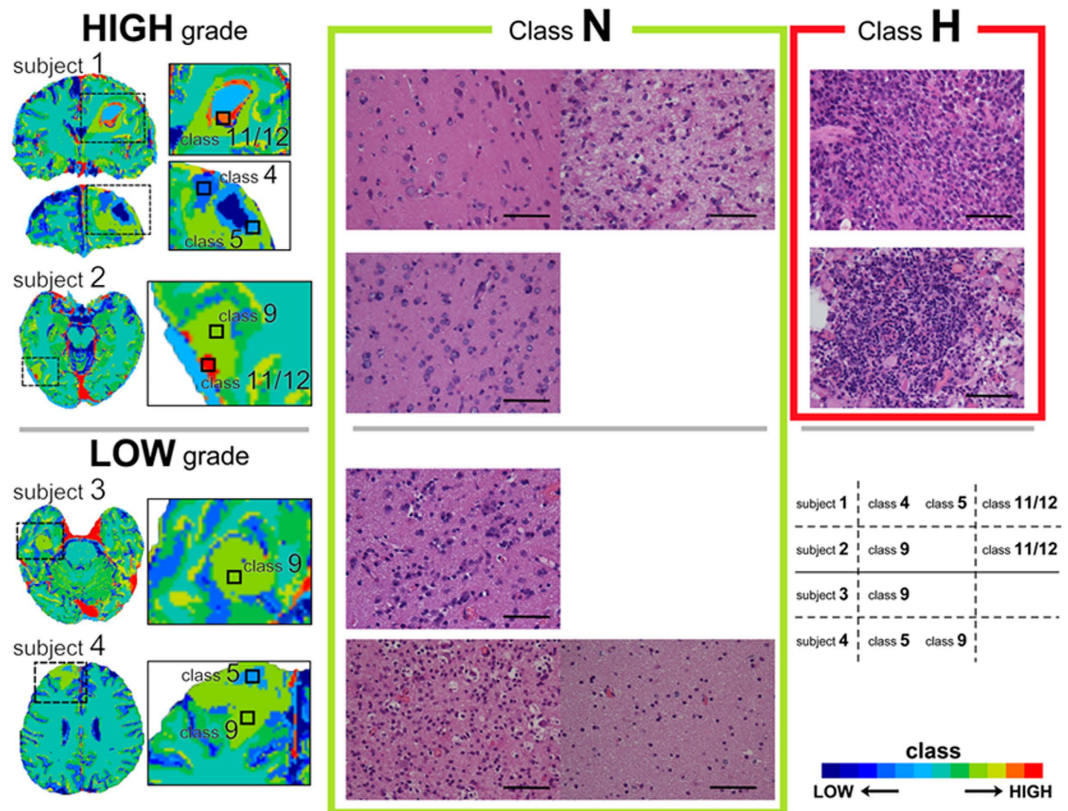 HIGH grade
Class N
Class H
subject 1
class 11/12
class 4
class 5
subject 2
class 9
class 11/12
LOW grade
subject 3
class 9
subject 4
class 5
class 9
subject 1 class 4 class 5 class 11/12
subject 2 class 9 class 11/12
subject 3 class 9
subject 4 class 5 class 9
class
LOW HIGH